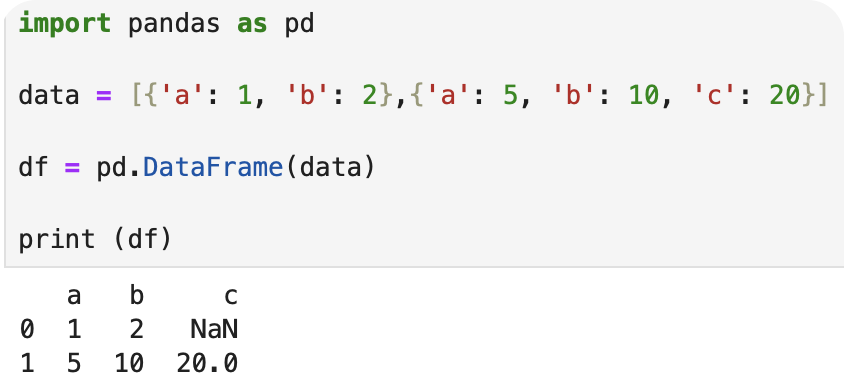 import pandas as pd
data = [{'a': 1, 'b': 2},{'a': 5, 'b': 10, 'c': 20}]
df = pd.DataFrame(data)
print (df)
   a   b     c
0  1   2   NaN
1  5  10  20.0